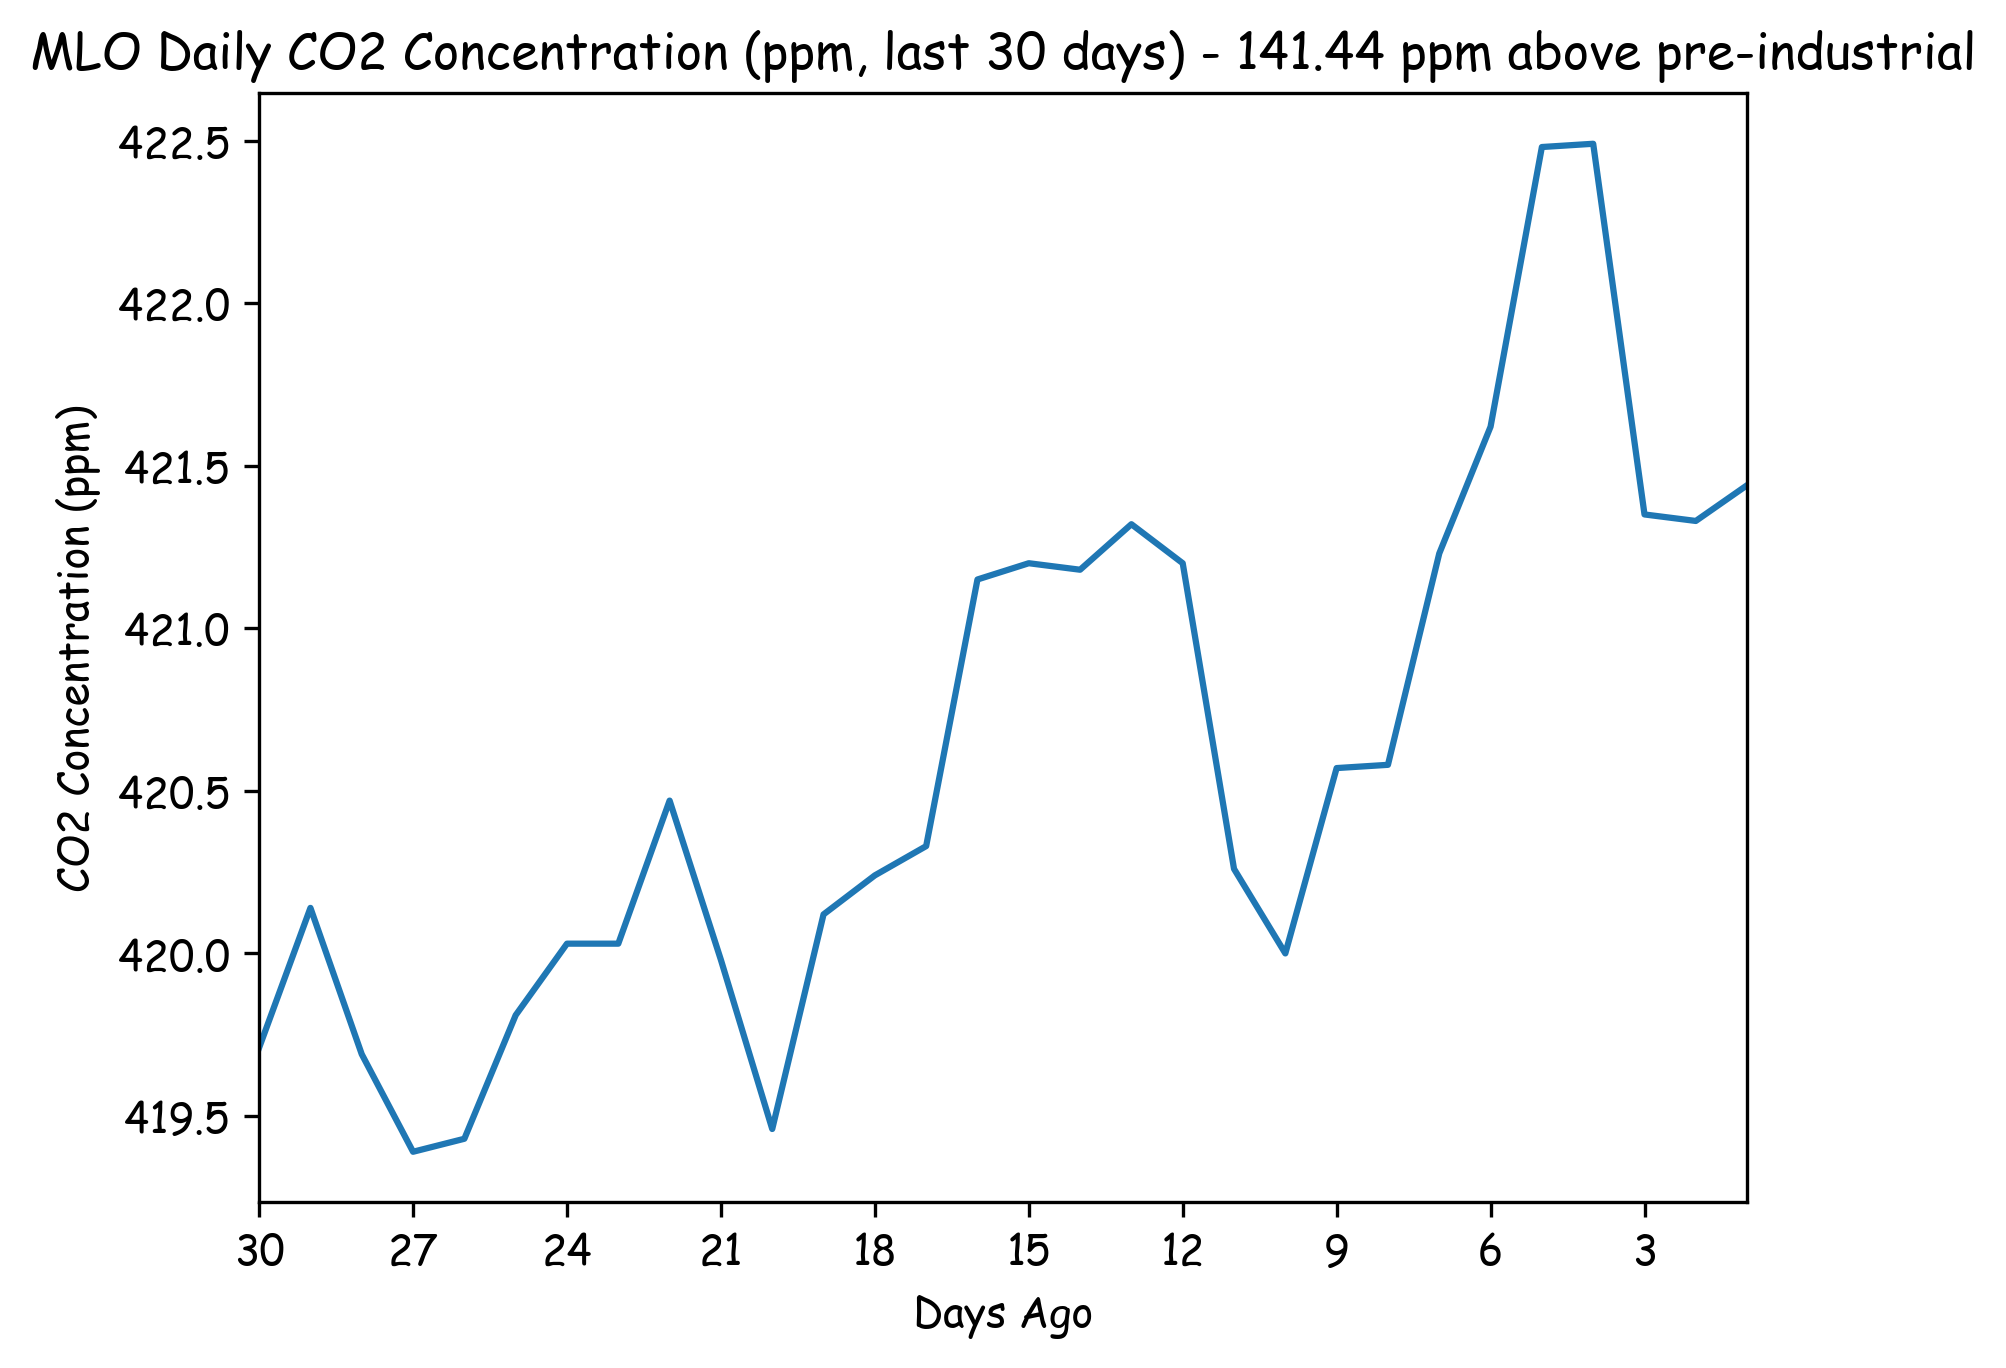 MLO Daily CO2 Concentration (ppm, last 30 days) - 141.44 ppm above pre-industrial
CO2 Concentration (ppm)
422.5
422.0
421.5
421.0
420.5
420.0
419.5
30 27 24 21 18 15 12 9 6 3
Days Ago